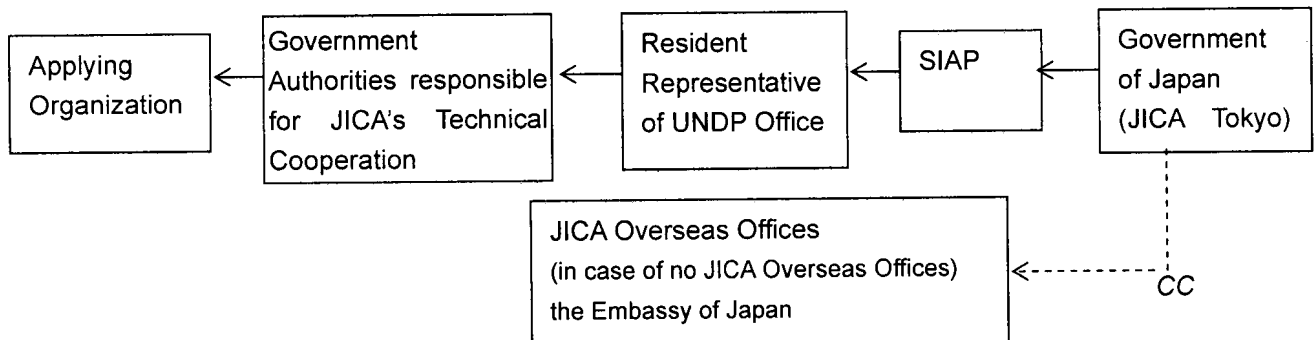 Applying
Organization
Government
Authorities responsible
for JICA's Technical
Cooperation
Resident
Representative
of UNDP Office
SIAP
Government
of Japan
(JICA Tokyo)
JICA Overseas Offices
(in case of no JICA Overseas Offices)
the Embassy of Japan
CC